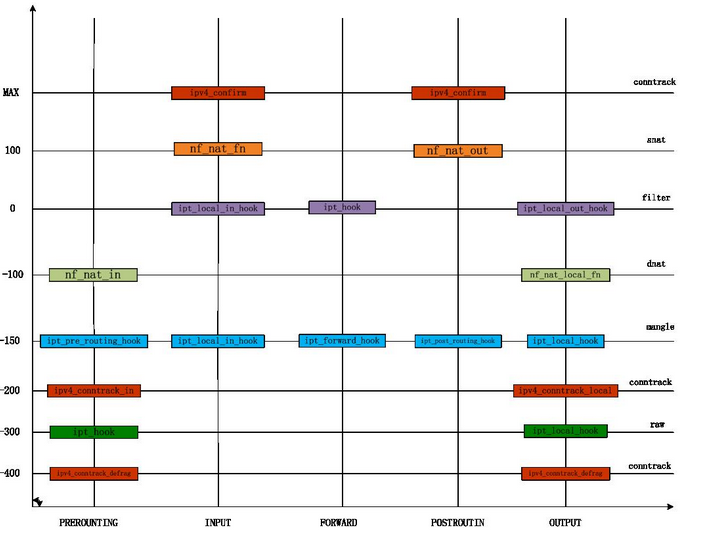 conntrack
MAX ipv4_confirm ipv4_confirm
snat
100 nf_nat_fn nf_nat_out
filter
0 ipt_local_in_hook ipt_hook ipt_local_out_hook
dnat
-100 nf_nat_in nf_nat_local_fn
mangle
-150 ipt_pre_routing_hook ipt_local_in_hook ipt_forward_hook ipt_post_routing_hook ipt_local_hook
conntrack
-200 ipv4_conntrack_in ipv4_conntrack_local
raw
-300 ipt_hook ipt_local_hook
conntrack
-400 ipv4_conntrack_defrag ipv4_conntrack_defrag
PREROUNTING INPUT FORWARD POSTROUTIN OUTPUT